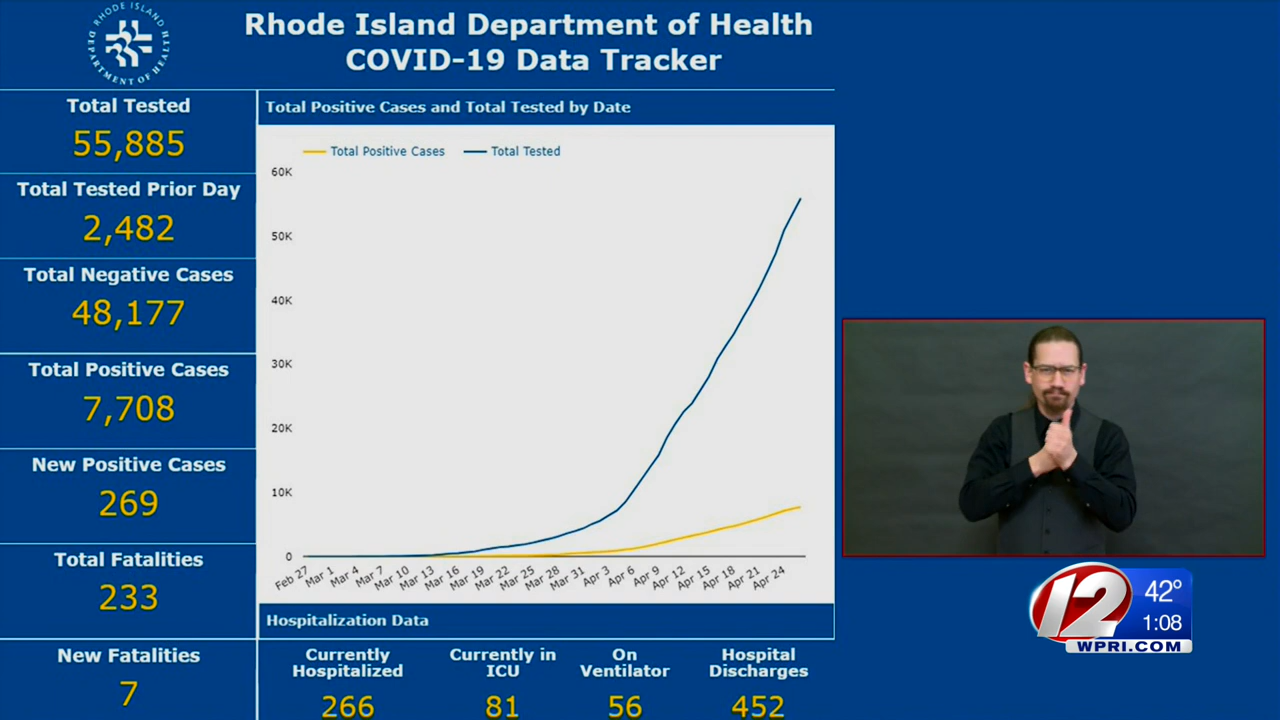 RHODE ISLAND
DEPARTMENT OF HEALTH
Rhode Island Department of Health
COVID-19 Data Tracker
Total Tested
55,885
Total Tested Prior Day
2,482
Total Negative Cases
48,177
Total Positive Cases
7,708
New Positive Cases
269
Total Fatalities
233
New Fatalities
7
Total Positive Cases and Total Tested by Date
Total Positive Cases
Total Tested
60K
50K
40K
30K
20K
10K
0
Feb 27
Mar 1
Mar 4
Mar 7
Mar 10
Mar 13
Mar 16
Mar 19
Mar 22
Mar 25
Mar 28
Mar 31
Apr 3
Apr 6
Apr 9
Apr 12
Apr 15
Apr 18
Apr 21
Apr 24
Hospitalization Data
Currently
Hospitalized
266
Currently in
ICU
81
On
Ventilator
56
Hospital
Discharges
452
12
42°
1:08
WPRI.COM